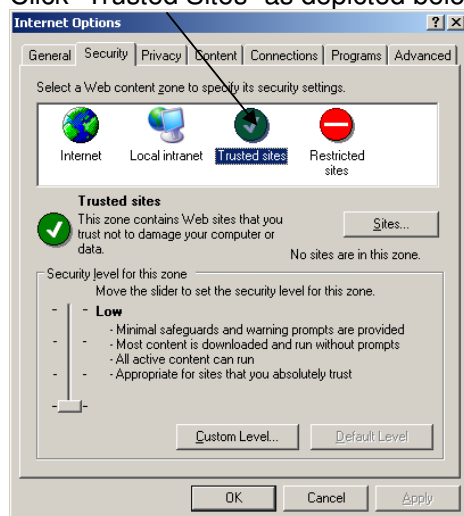 Click "Trusted Sites" as depicted belo
Internet Options
General Security Privacy Content Connections Programs Advanced
Select a Web content zone to specify its security settings.
Internet Local intranet Trusted sites Restricted
sites
Trusted sites
This zone contains Web sites that you
trust not to damage your computer or
data.
Sites...
No sites are in this zone.
Security level for this zone
Move the slider to set the security level for this zone.
Low
- Minimal safeguards and warning prompts are provided
- Most content is downloaded and run without prompts
- All active content can run
- Appropriate for sites that you absolutely trust
Custom Level... Default Level
OK Cancel Apply